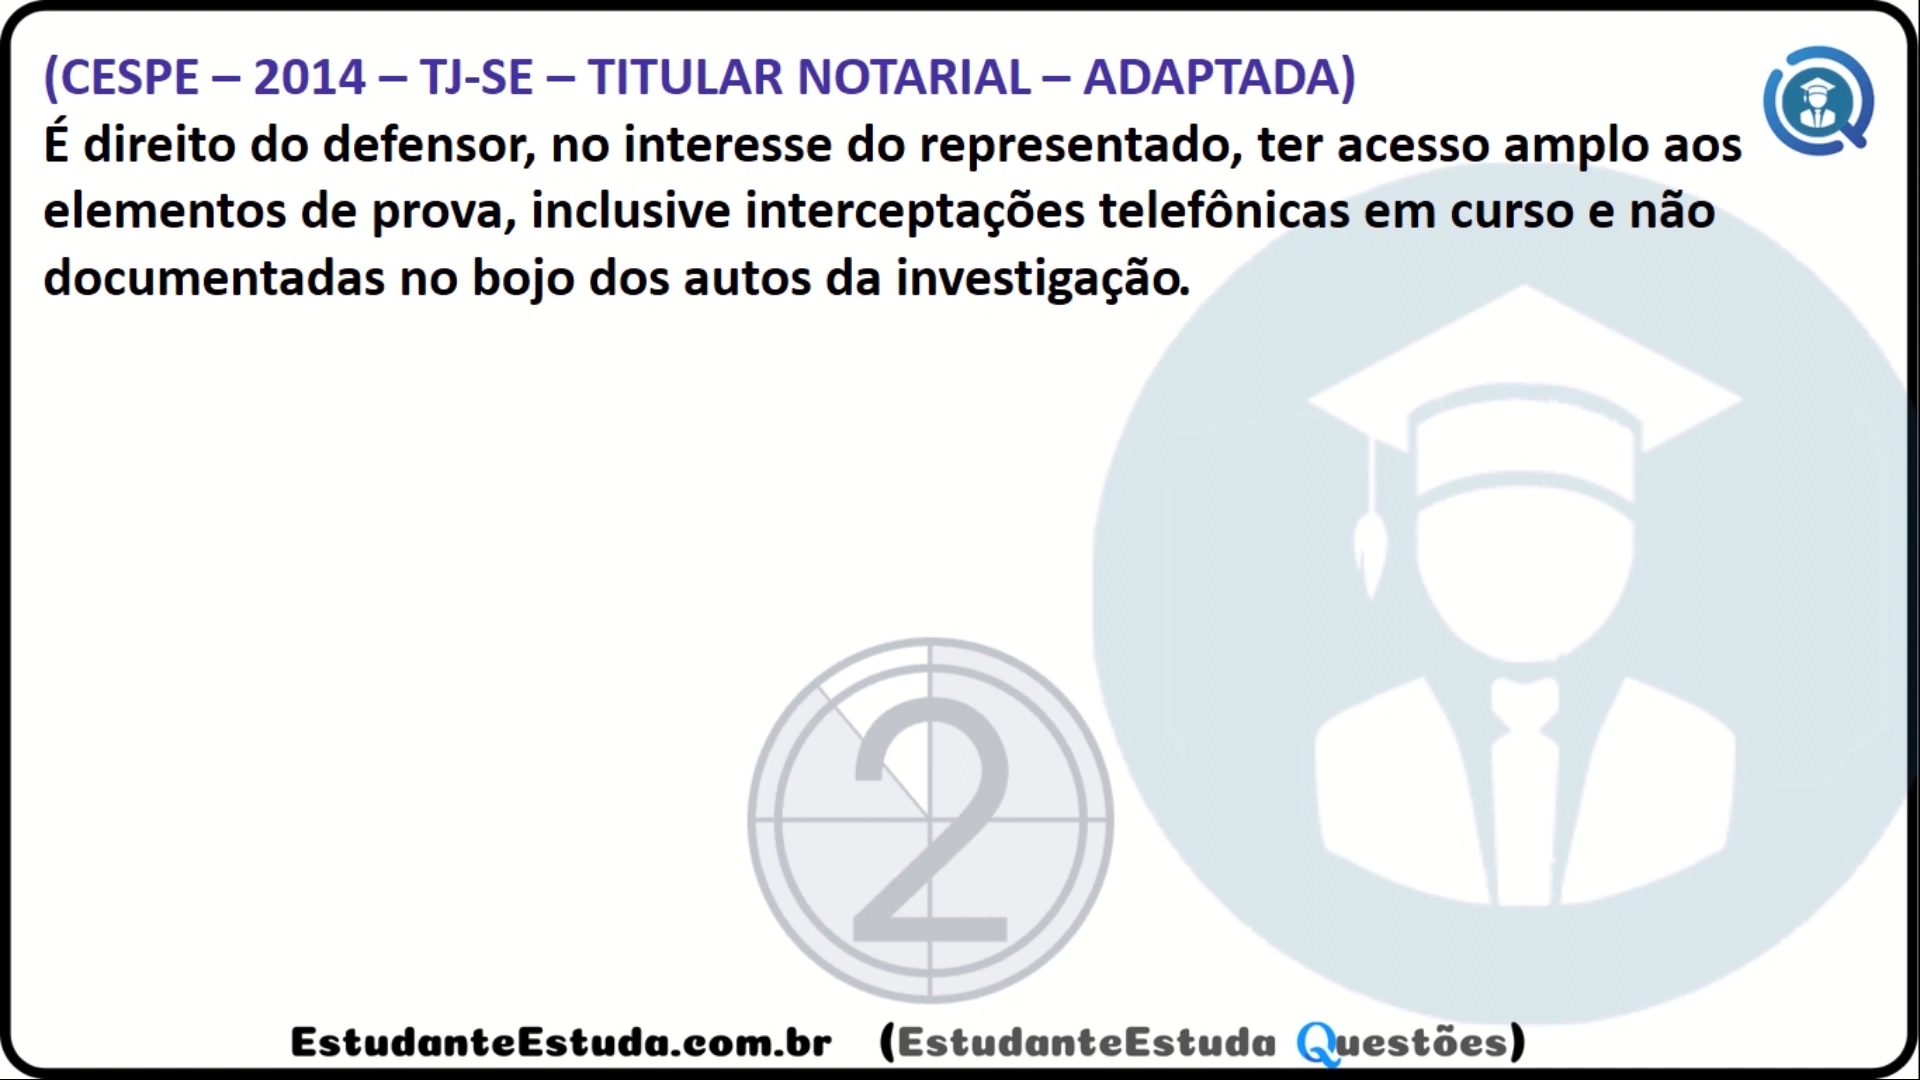 (CESPE – 2014 – TJ-SE – TITULAR NOTARIAL – ADAPTADA)
É direito do defensor, no interesse do representado, ter acesso amplo aos
elementos de prova, inclusive interceptações telefônicas em curso e não
documentadas no bojo dos autos da investigação.
2
EstudanteEstuda.com.br (EstudanteEstuda Questões)